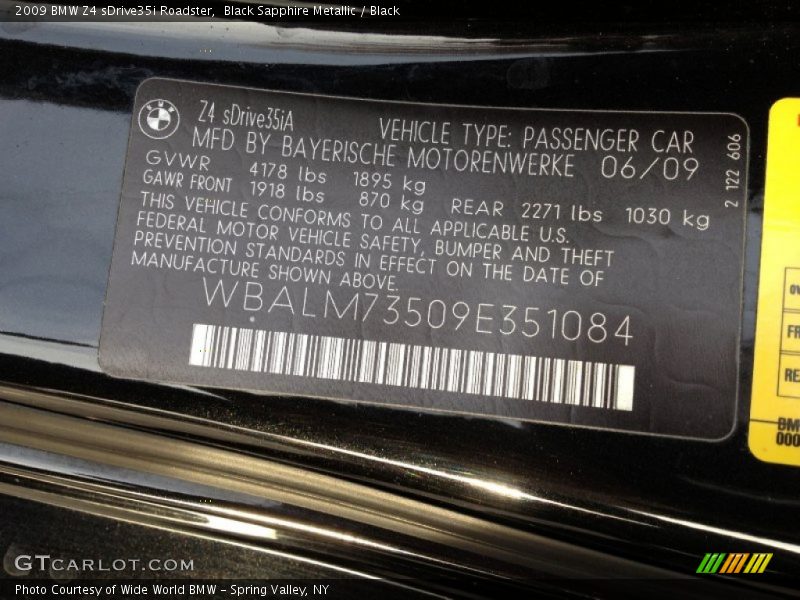 2009 BMW Z4 sDrive35i Roadster, Black Sapphire Metallic / Black
Z4 sDrive35iA
VEHICLE TYPE: PASSENGER CAR
MFD BY BAYERISCHE MOTORENWERKE 06/09
GVWR 4178 lbs 1895 kg
GAWR FRONT 1918 lbs 870 kg REAR 2271 lbs 1030 kg
THIS VEHICLE CONFORMS TO ALL APPLICABLE U.S.
FEDERAL MOTOR VEHICLE SAFETY, BUMPER AND THEFT
PREVENTION STANDARDS IN EFFECT ON THE DATE OF
MANUFACTURE SHOWN ABOVE.
WBALM73509E351084
2 122 606
FR
RE
000
GTCARLOT.COM
Photo Courtesy of Wide World BMW - Spring Valley, NY